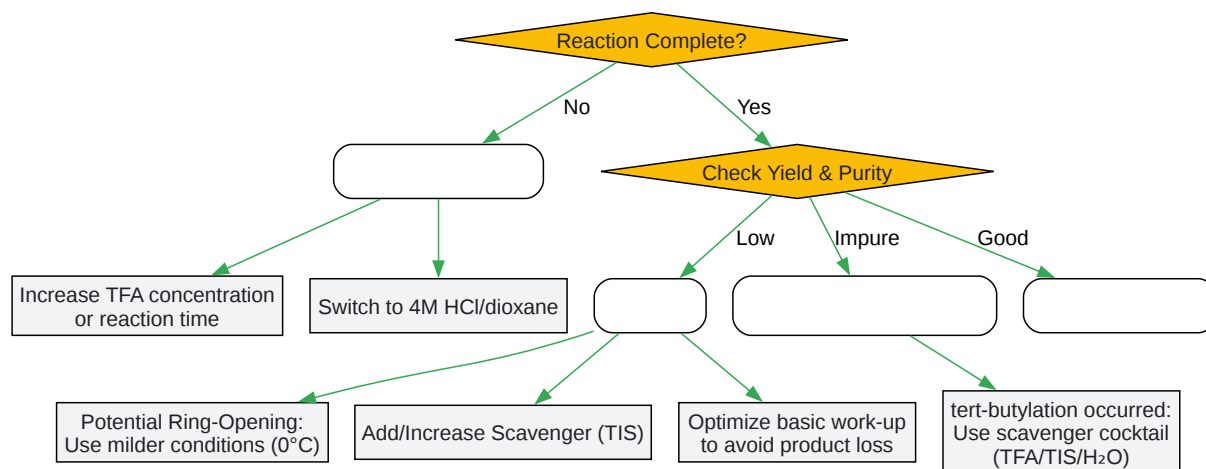 Reaction Complete?
No
Yes
Check Yield & Purity
Low
Impure
Good
Increase TFA concentration
or reaction time
Switch to 4M HCl/dioxane
Potential Ring-Opening:
Use milder conditions (0°C)
Add/Increase Scavenger (TIS)
Optimize basic work-up
to avoid product loss
tert-butylation occurred:
Use scavenger cocktail
(TFA/TIS/H₂O)